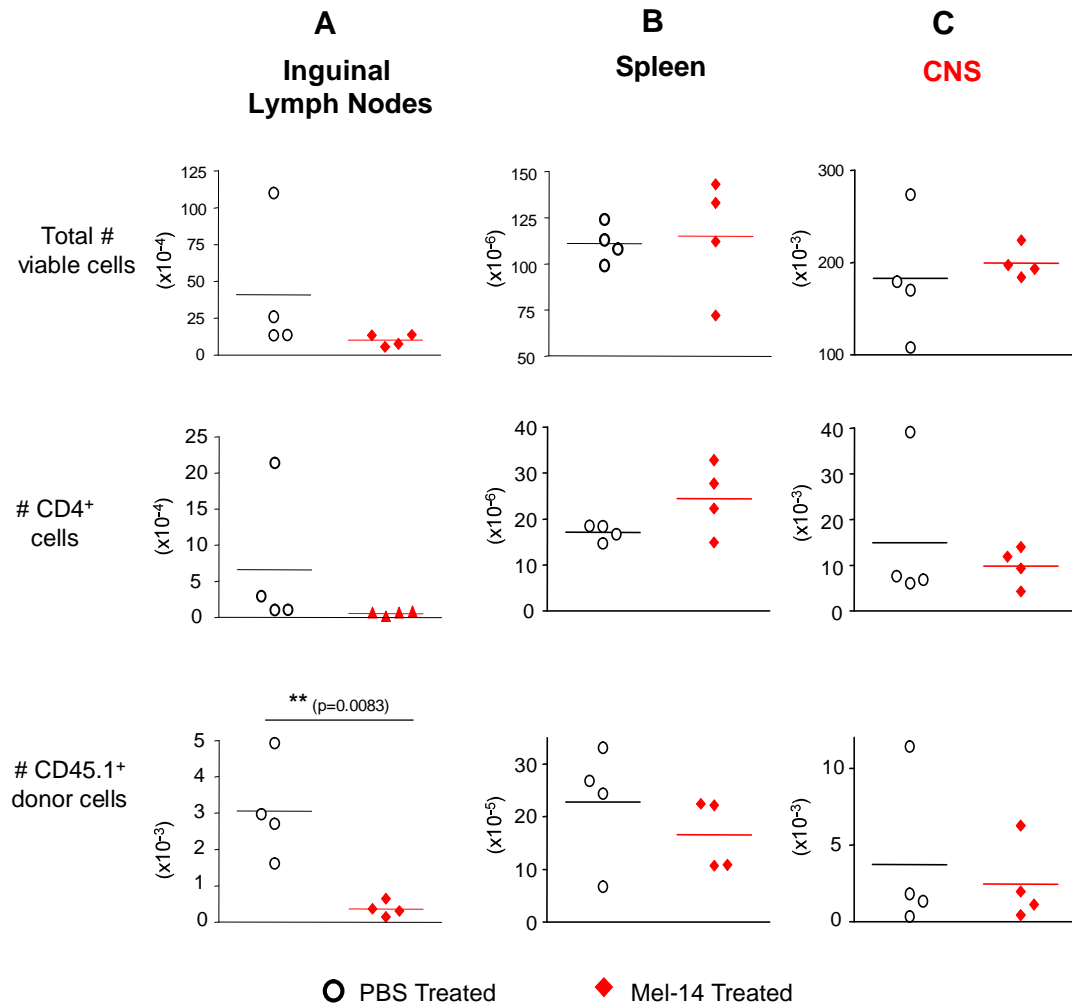 A
B
C
Inguinal
Lymph Nodes
Spleen
CNS
Total #
viable cells
(x10⁻⁴)
125
100
75
50
25
0
(x10⁻⁶)
150
125
100
75
50
(x10⁻³)
300
200
100
# CD4⁺
cells
(x10⁻⁴)
25
20
15
10
5
0
(x10⁻⁶)
40
30
20
10
0
(x10⁻³)
40
30
20
10
0
** (p=0.0083)
# CD45.1⁺
donor cells
(x10⁻³)
5
4
3
2
1
0
(x10⁻⁵)
30
20
10
0
(x10⁻³)
10
5
0
PBS Treated
Mel-14 Treated